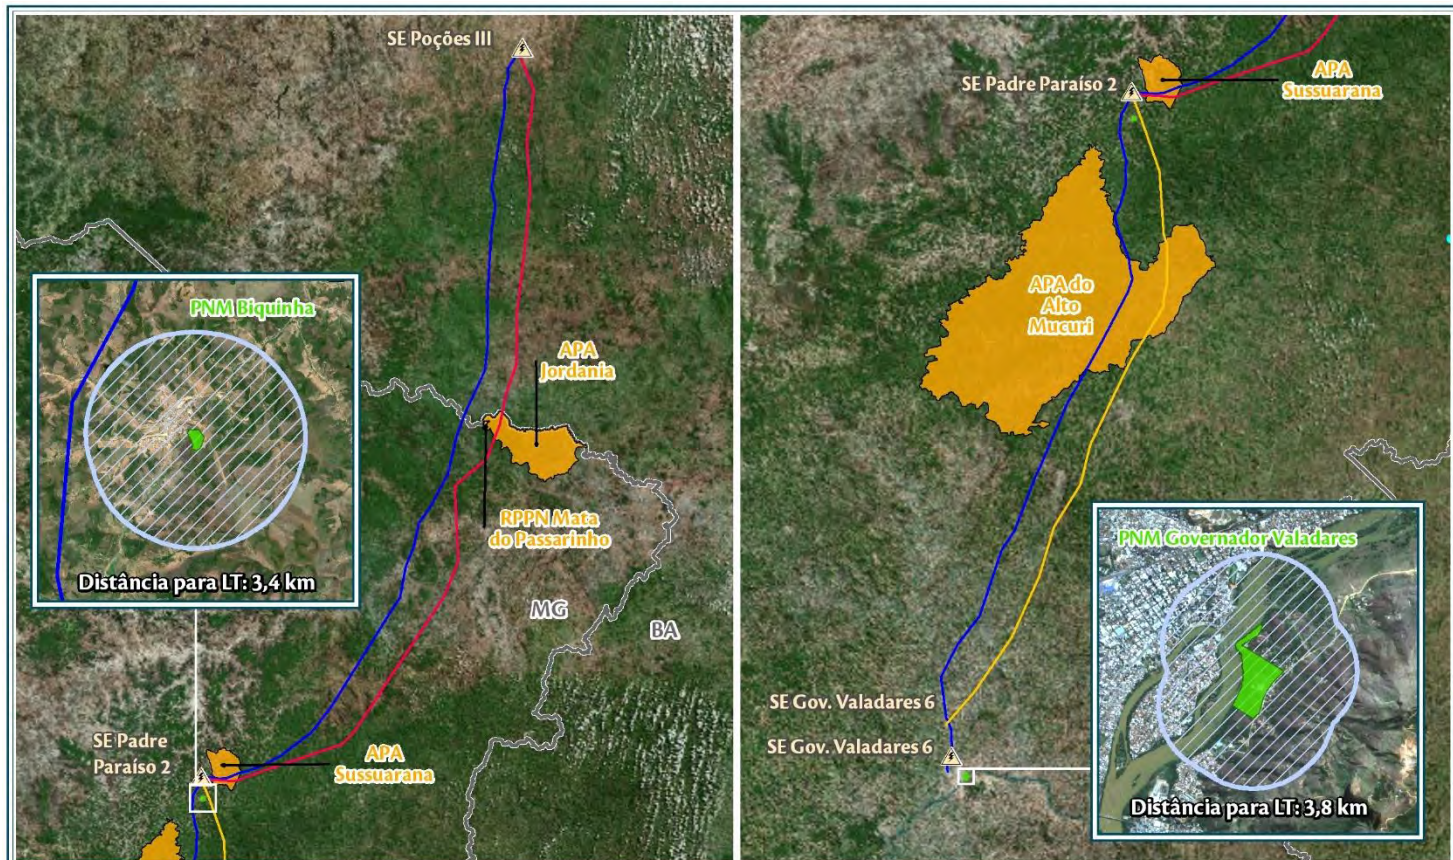 SE Poções III
PNM Biquinha
Distância para LT: 3,4 km
APA
Jordania
RPPN Mata
do Passarinho
MG
BA
SE Padre
Paraíso 2
APA
Sussuarana
SE Padre Paraíso 2
APA
Sussuarana
APA do
Alto
Mucuri
SE Gov. Valadares 6
SE Gov. Valadares 6
PNM Governador Valadares
Distância para LT: 3,8 km